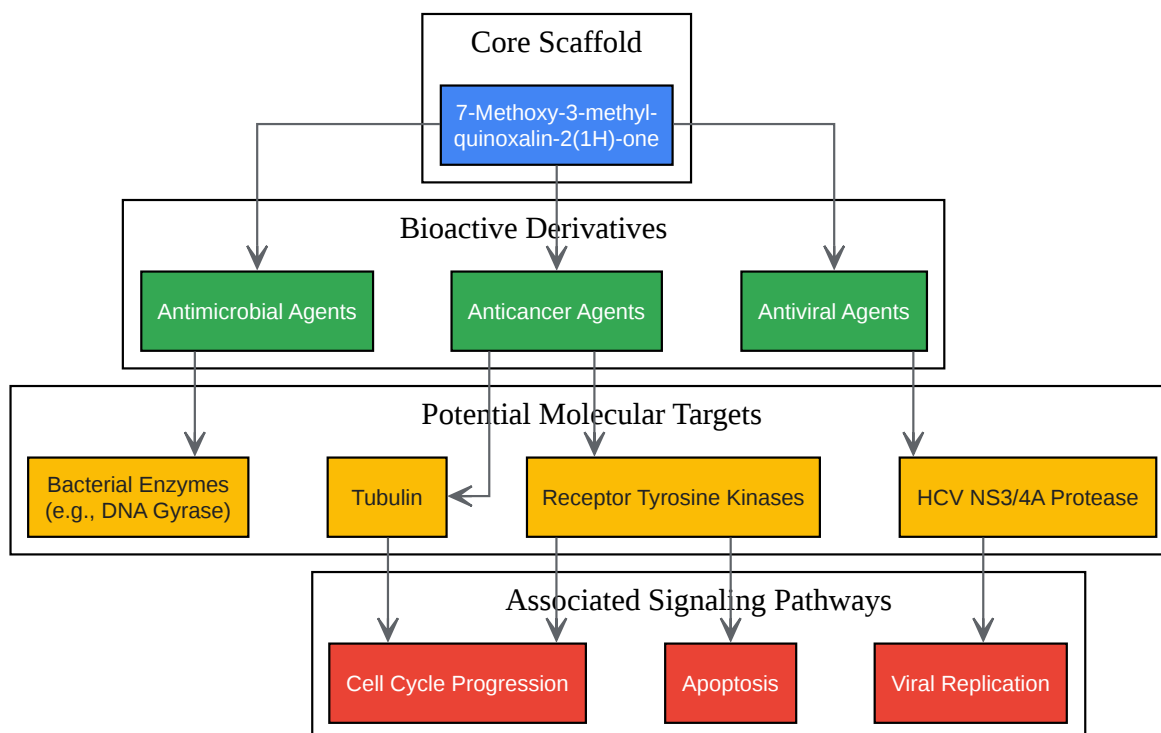 Core Scaffold
7-Methoxy-3-methyl-
quinoxalin-2(1H)-one
Bioactive Derivatives
Antimicrobial Agents
Anticancer Agents
Antiviral Agents
Potential Molecular Targets
Bacterial Enzymes
(e.g., DNA Gyrase)
Tubulin
Receptor Tyrosine Kinases
HCV NS3/4A Protease
Associated Signaling Pathways
Cell Cycle Progression
Apoptosis
Viral Replication